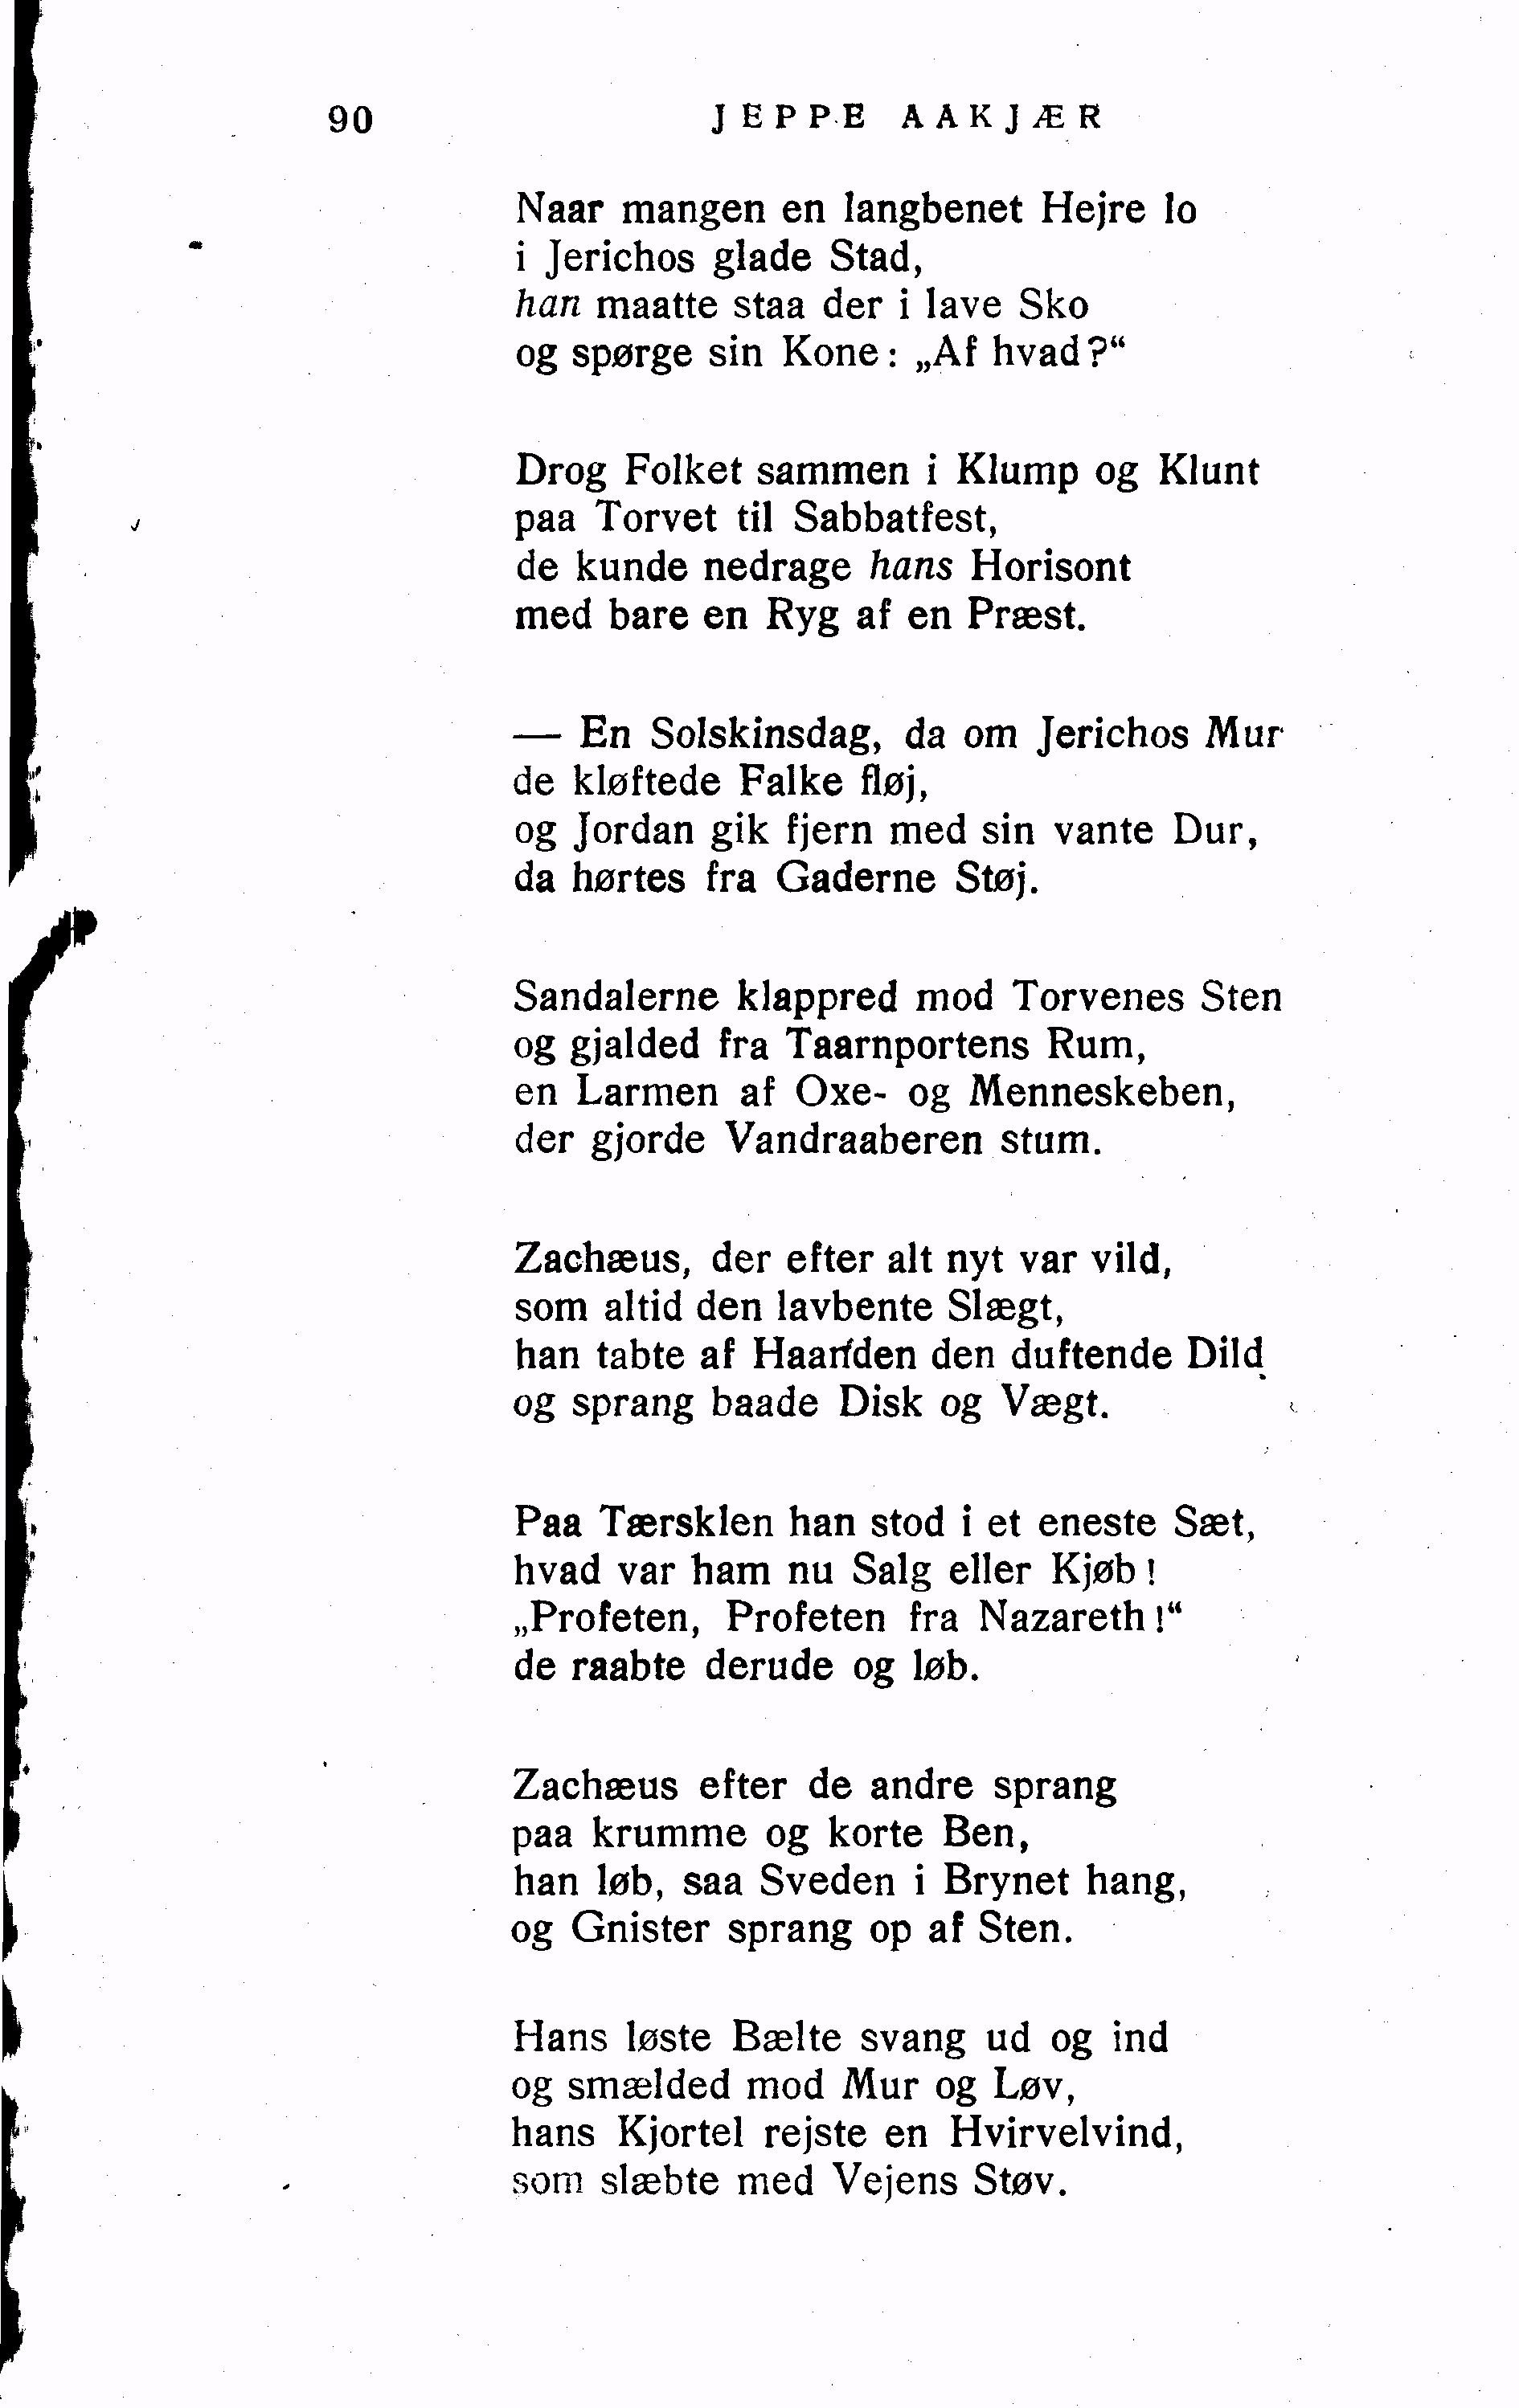 90 JEPPE AAKJÆR
Naar mangen en langbenet Hejre lo
i Jerichos glade Stad,
han maatte staa der i lave Sko
og spørge sin Kone: „Af hvad?“
Drog Folket sammen i Klump og Klunt
paa Torvet til Sabbatfest,
de kunde nedrage hans Horisont
med bare en Ryg af en Præst.
— En Solskinsdag, da om Jerichos Mur
de kløftede Falke fløj,
og Jordan gik fjern med sin vante Dur,
da hørtes fra Gaderne Støj.
Sandalerne klappred mod Torvenes Sten
og gjalded fra Taarnportens Rum,
en Larmen af Oxe- og Menneskeben,
der gjorde Vandraaberen stum.
Zachæus, der efter alt nyt var vild,
som altid den lavbente Slægt,
han tabte af Haanden den duftende Dild
og sprang baade Disk og Vægt.
Paa Tærsklen han stod i et eneste Sæt,
hvad var ham nu Salg eller Kjøb!
„Profeten, Profeten fra Nazareth!“
de raabte derude og løb.
Zachæus efter de andre sprang
paa krumme og korte Ben,
han løb, saa Sveden i Brynet hang,
og Gnister sprang op af Sten.
Hans løste Bælte svang ud og ind
og smælded mod Mur og Løv,
hans Kjortel rejste en Hvirvelvind,
som slæbte med Vejens Støv.